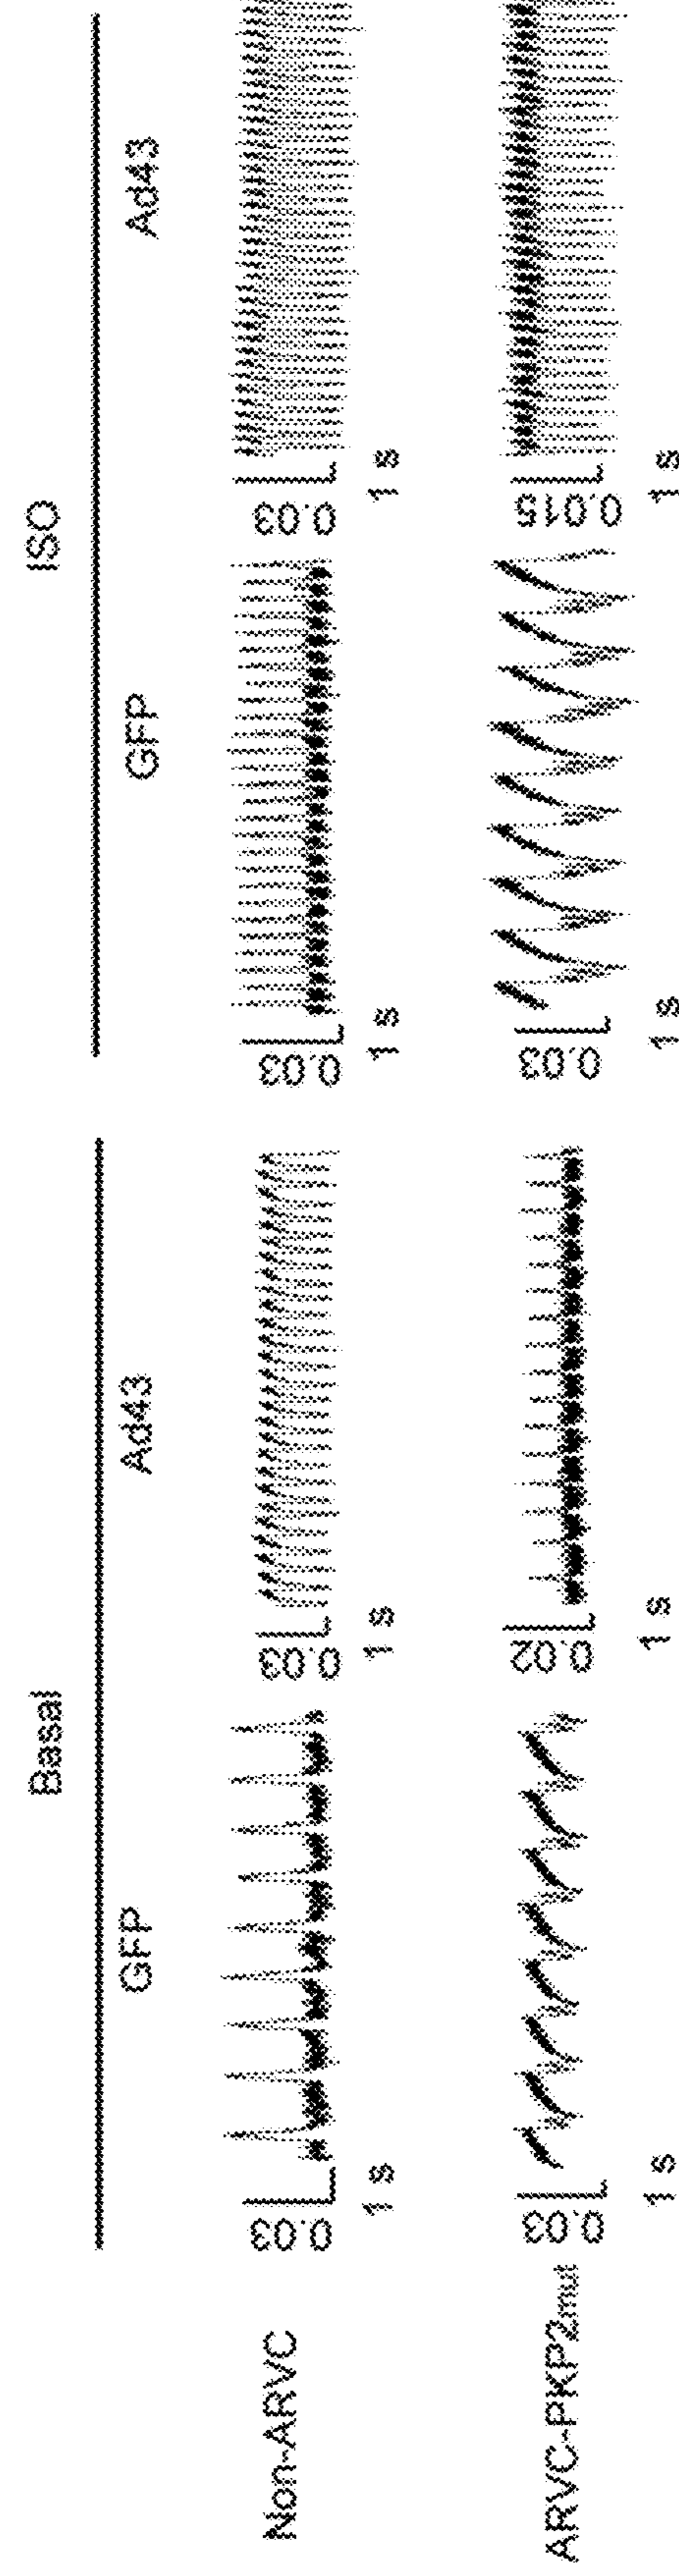 Basal
ISO
GFP
Ad43
GFP
Ad43
Non-ARVC
0.03
1 s
0.03
1 s
0.03
1 s
0.03
1 s
ARVC-PKP2mut
0.03
1 s
0.02
1 s
0.03
1 s
0.015
1 s